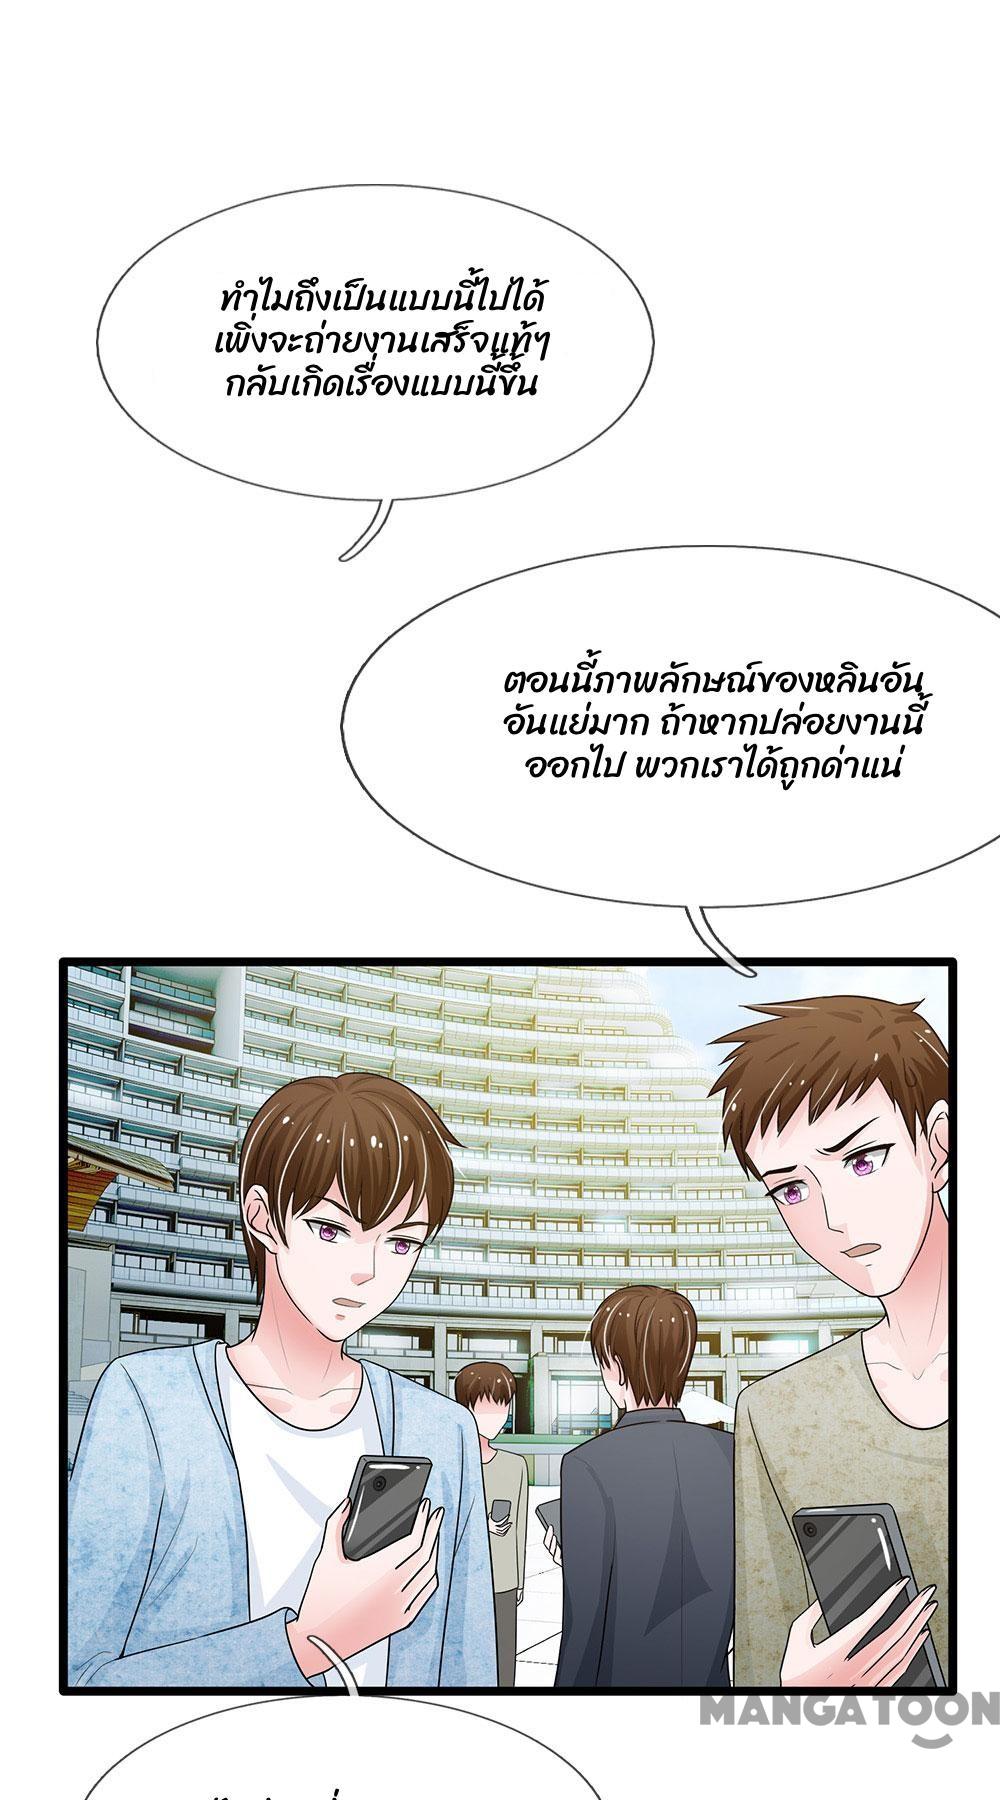 ทำไมถึงเป็นแบบนี้ไปได้
เพิ่งจะถ่ายงานเสร็จแท้ๆ
กลับเกิดเรื่องแบบนี้ขึ้น
ตอนนี้ภาพลักษณ์ของหลินอัน
อันแย่มาก ถ้าหากปล่อยงานนี้
ออกไป พวกเราได้ถูกด่าแน่
MANGATOON